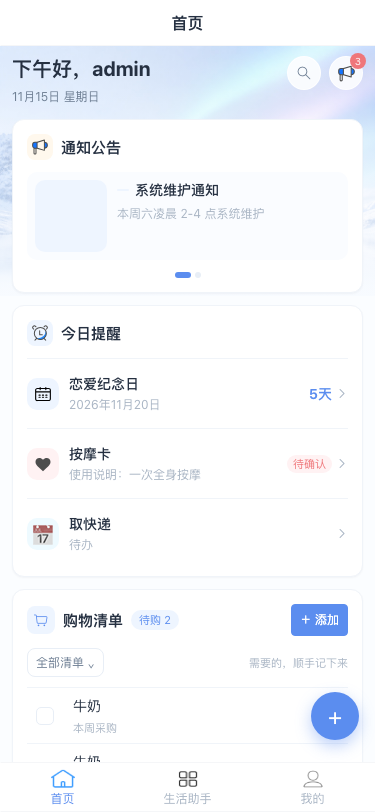 首页
下午好，admin
3
11月15日 星期日
通知公告
系统维护通知
本周六凌晨 2-4 点系统维护
今日提醒
恋爱纪念日
5天
2026年11月20日
按摩卡
待确认
使用说明：一次全身按摩
取快递
待办
购物清单
待购 2
+ 添加
全部清单
需要的，顺手记下来
牛奶
本周采购
+
牛奶
首页
生活助手
我的